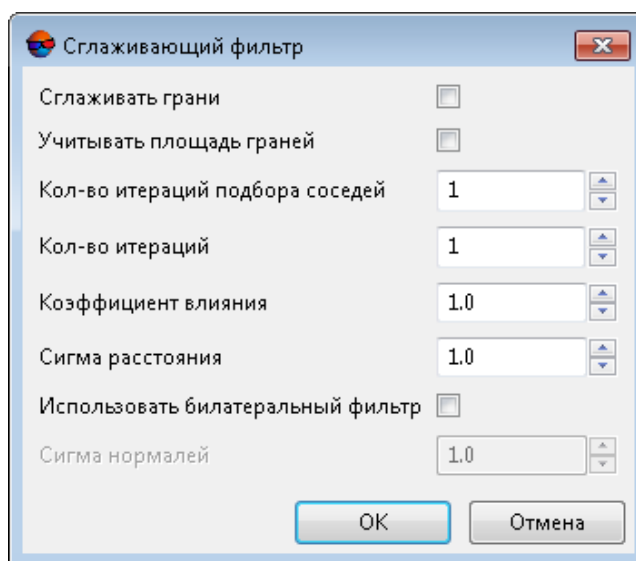 Сглаживающий фильтр
Сглаживать грани
Учитывать площадь граней
Кол-во итераций подбора соседей 1
Кол-во итераций 1
Коэффициент влияния 1.0
Сигма расстояния 1.0
Использовать билатеральный фильтр
Сигма нормалей 1.0
OK Отмена